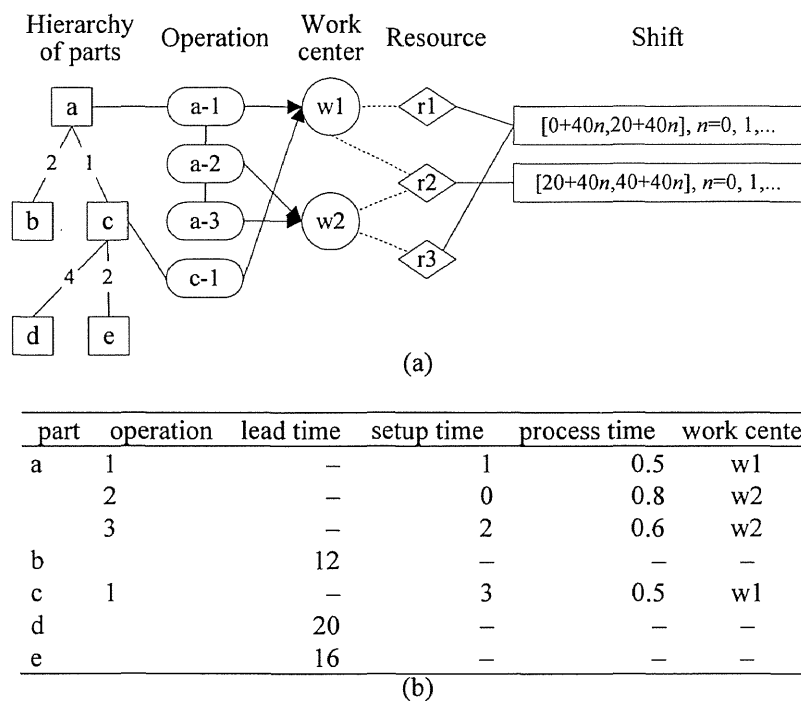 Hierarchy of parts Operation Work center Resource Shift
a a-1 w1 r1 [0+40n,20+40n], n=0, 1,...
2 1 a-2 r2 [20+40n,40+40n], n=0, 1,...
b c a-3 w2
4 2 c-1 r3
d e
(a)
part operation lead time setup time process time work cente
a 1 – 1 0.5 w1
2 – 0 0.8 w2
3 – 2 0.6 w2
b 12 – – –
c 1 – 3 0.5 w1
d 20 – – –
e 16 – – –
(b)